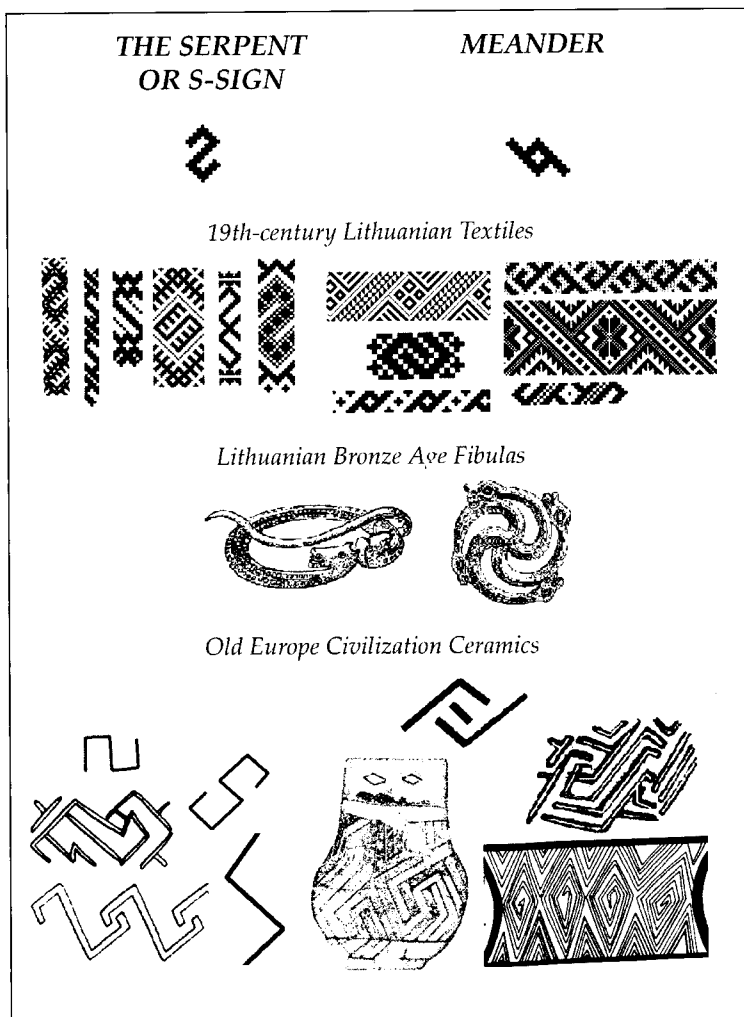 THE SERPENT
OR S-SIGN
MEANDER
19th-century Lithuanian Textiles
Lithuanian Bronze Age Fibulas
Old Europe Civilization Ceramics